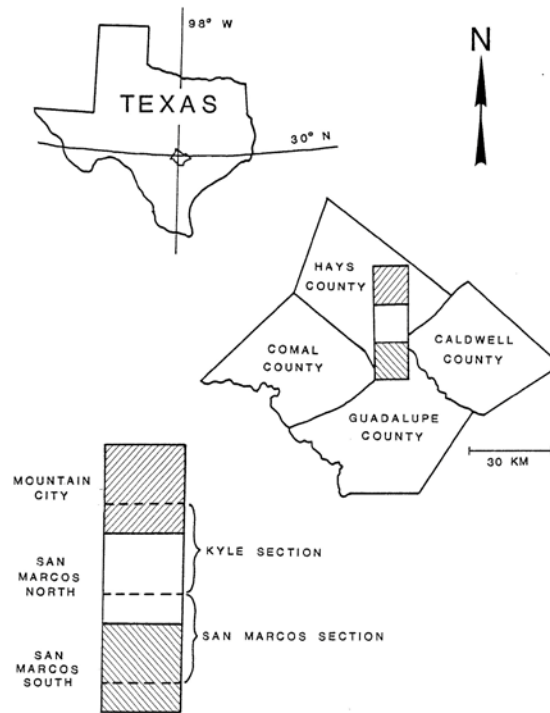 98° W
N
TEXAS
30° N
HAYS
COUNTY
COMAL
COUNTY
CALDWELL
COUNTY
GUADALUPE
COUNTY
30 KM
MOUNTAIN
CITY
KYLE SECTION
SAN
MARCOS
NORTH
SAN MARCOS SECTION
SAN
MARCOS
SOUTH